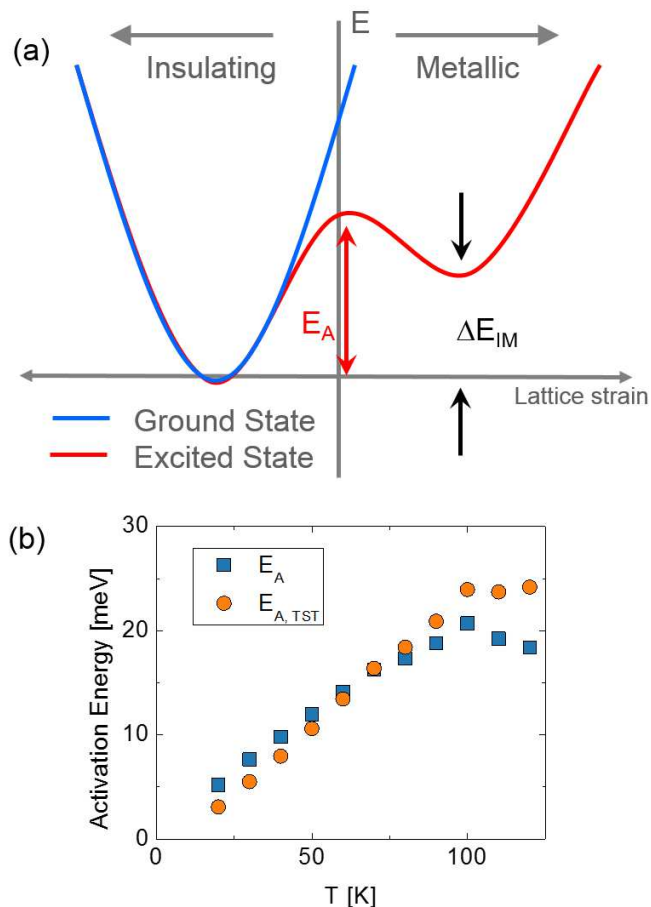 (a)
E
Insulating
Metallic
E_A
ΔE_IM
Lattice strain
Ground State
Excited State
(b)
Activation Energy [meV]
30
20
10
0
E_A
E_A, TST
0
50
100
T [K]